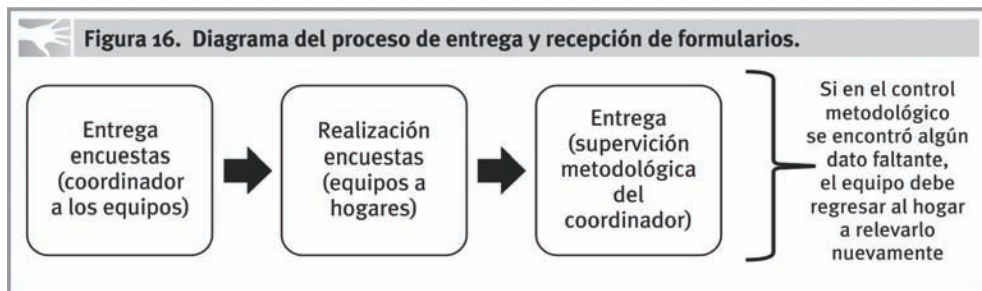 Figura 16. Diagrama del proceso de entrega y recepción de formularios.
Entrega
encuestas
(coordinador
a los equipos)
Realización
encuestas
(equipos a
hogares)
Entrega
(supervición
metodológica
del
coordinador)
Si en el control
metodológico
se encontró algún
dato faltante,
el equipo debe
regresar al hogar
a relevarlo
nuevamente